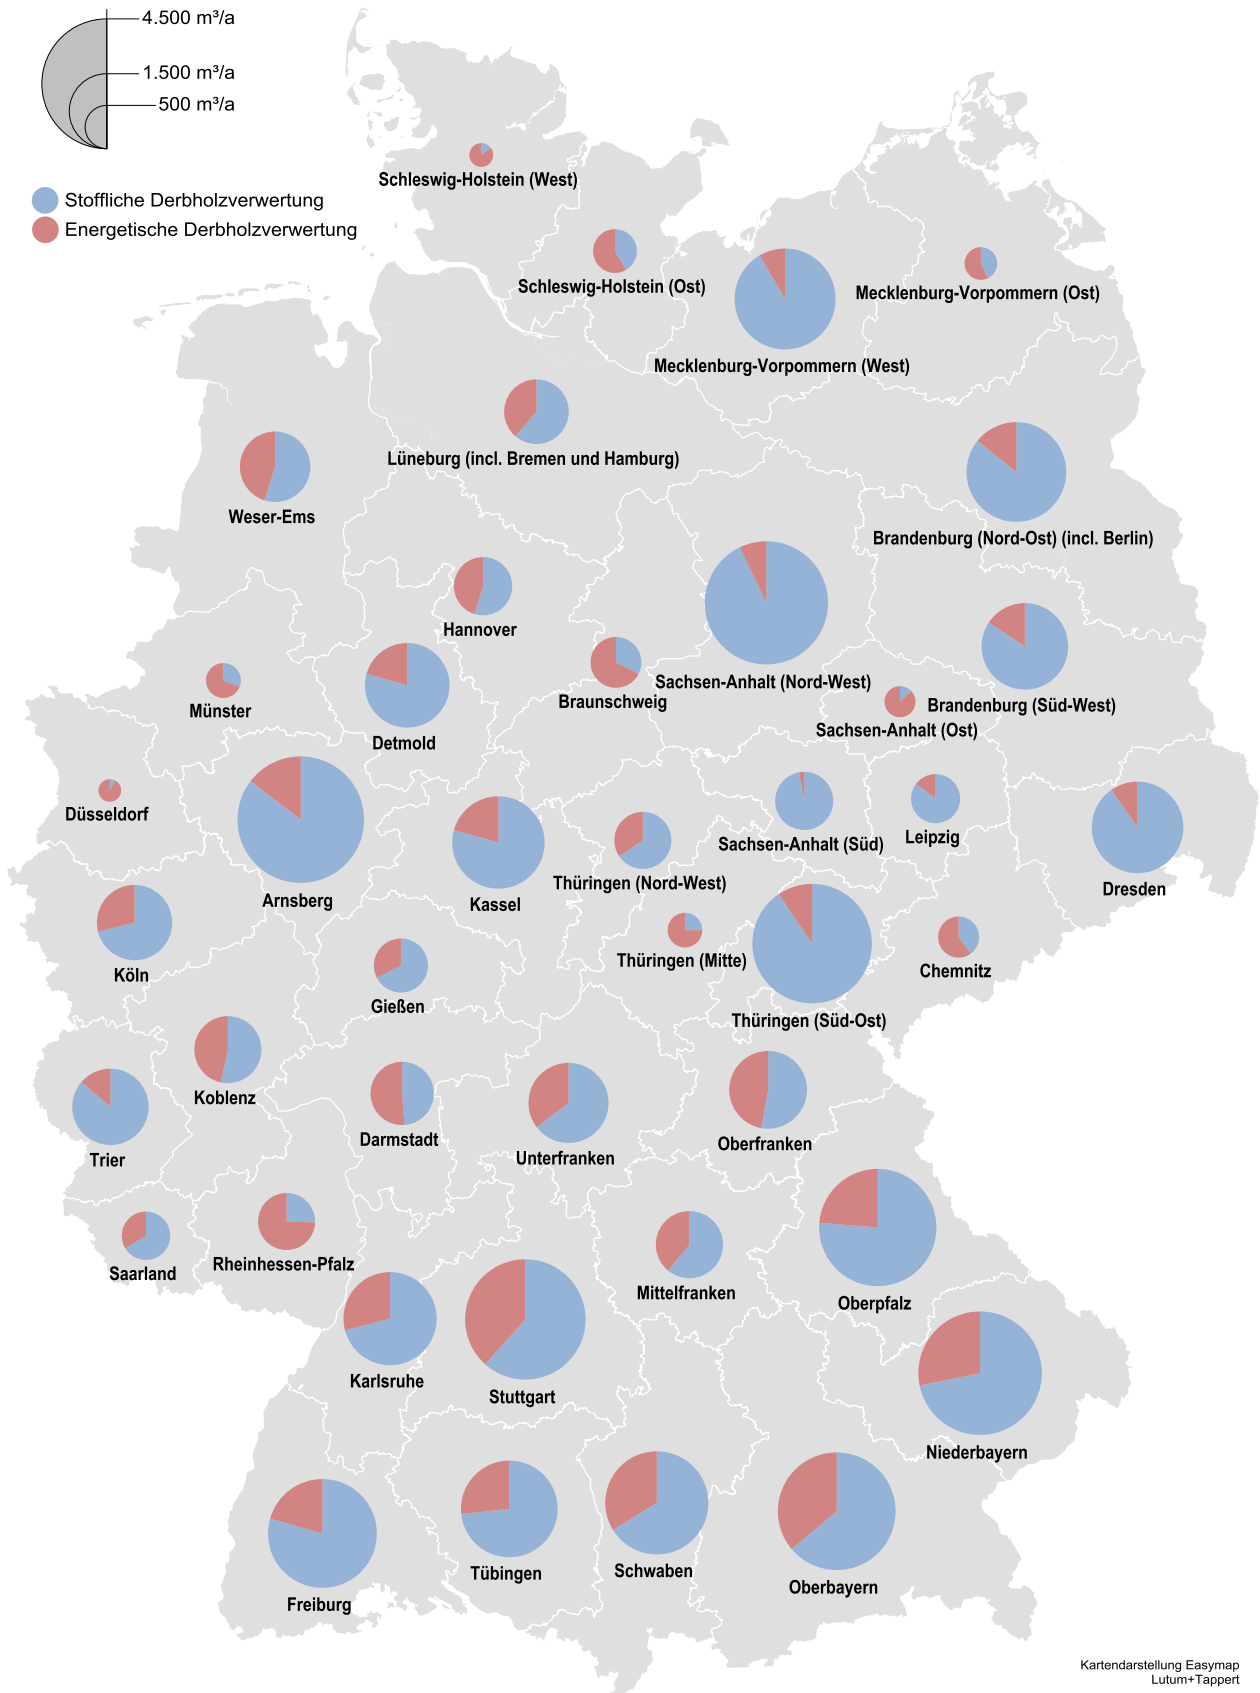 4.500 m³/a
1.500 m³/a
500 m³/a
Stoffliche Derbholzverwertung
Energetische Derbholzverwertung
Schleswig-Holstein (West)
Schleswig-Holstein (Ost)
Mecklenburg-Vorpommern (Ost)
Mecklenburg-Vorpommern (West)
Lüneburg (incl. Bremen und Hamburg)
Weser-Ems
Brandenburg (Nord-Ost) (incl. Berlin)
Hannover
Sachsen-Anhalt (Nord-West)
Braunschweig
Brandenburg (Süd-West)
Münster
Sachsen-Anhalt (Ost)
Detmold
Düsseldorf
Sachsen-Anhalt (Süd)
Leipzig
Thüringen (Nord-West)
Dresden
Arnsberg
Kassel
Thüringen (Mitte)
Chemnitz
Köln
Gießen
Thüringen (Süd-Ost)
Koblenz
Darmstadt
Oberfranken
Trier
Unterfranken
Saarland
Rheinhessen-Pfalz
Mittelfranken
Oberpfalz
Karlsruhe
Stuttgart
Niederbayern
Tübingen
Schwaben
Oberbayern
Freiburg
Kartendarstellung Easymap
Lutum+Tappert